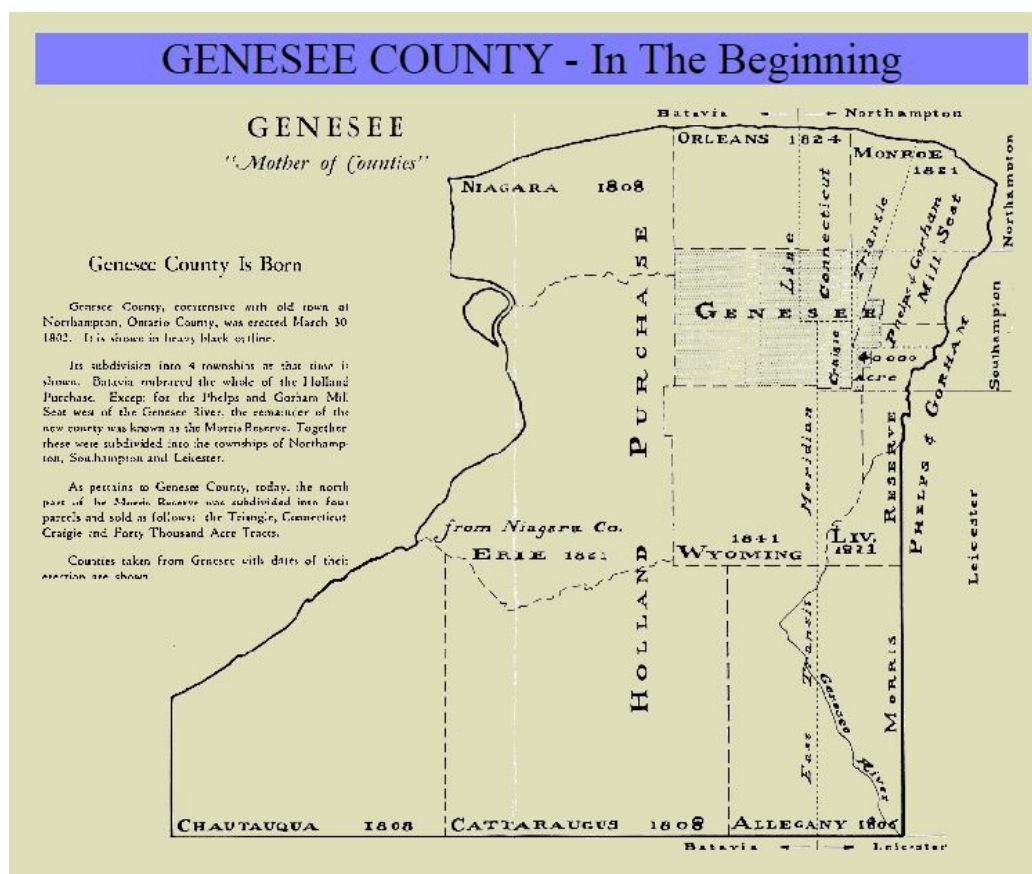 GENESEE COUNTY - In The Beginning
GENESEE
"Mother of Counties"
Genesee County Is Born
Genesee County, coextensive with old town of
Northampton, Ontario County, was erected March 30
1802. It is shown in heavy black outline.
Its subdivision into 4 townships at that time is
shown. Batavia embraced the whole of the Holland
Purchase. Except for the Phelps and Gorham Mill
Seat west of the Genesee River, the remainder of the
new county was known as the Morris Reserve. Together
these were subdivided into the townships of Northamp-
ton, Southampton and Leicester.
As pertains to Genesee County, today, the north
part of the Morris Reserve was subdivided into four
parcels and sold as follows: the Triangle, Connecticut
Craigie and Forty Thousand Acre Tracts.
Counties taken from Genesee with dates of their
erection are shown
Batavia
Northampton
ORLEANS 1824
MONROE
1821
NIAGARA 1808
Northampton
Southampton
Leicester
HOLLAND PURCHASE
Line
Connecticut
Triangle
Phelps & Gorham
Mill Seat
GENESEE
Craigie
40 000
Acre
PHELPS & GORHAM
MORRIS RESERVE
East Transit Meridian
from Niagara Co.
ERIE 1821
1841
WYOMING
LIV.
1821
Genesee River
CHAUTAUQUA 1808
CATTARAUGUS 1808
ALLEGANY 1806
Batavia
Leicester